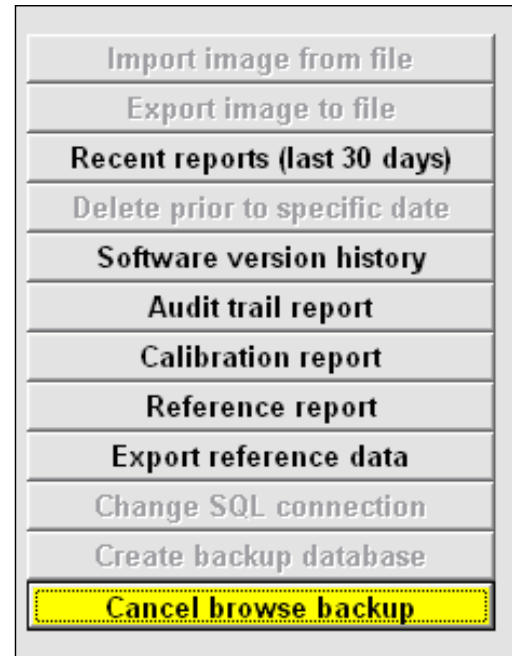 Import image from file
Export image to file
Recent reports (last 30 days)
Delete prior to specific date
Software version history
Audit trail report
Calibration report
Reference report
Export reference data
Change SQL connection
Create backup database
Cancel browse backup